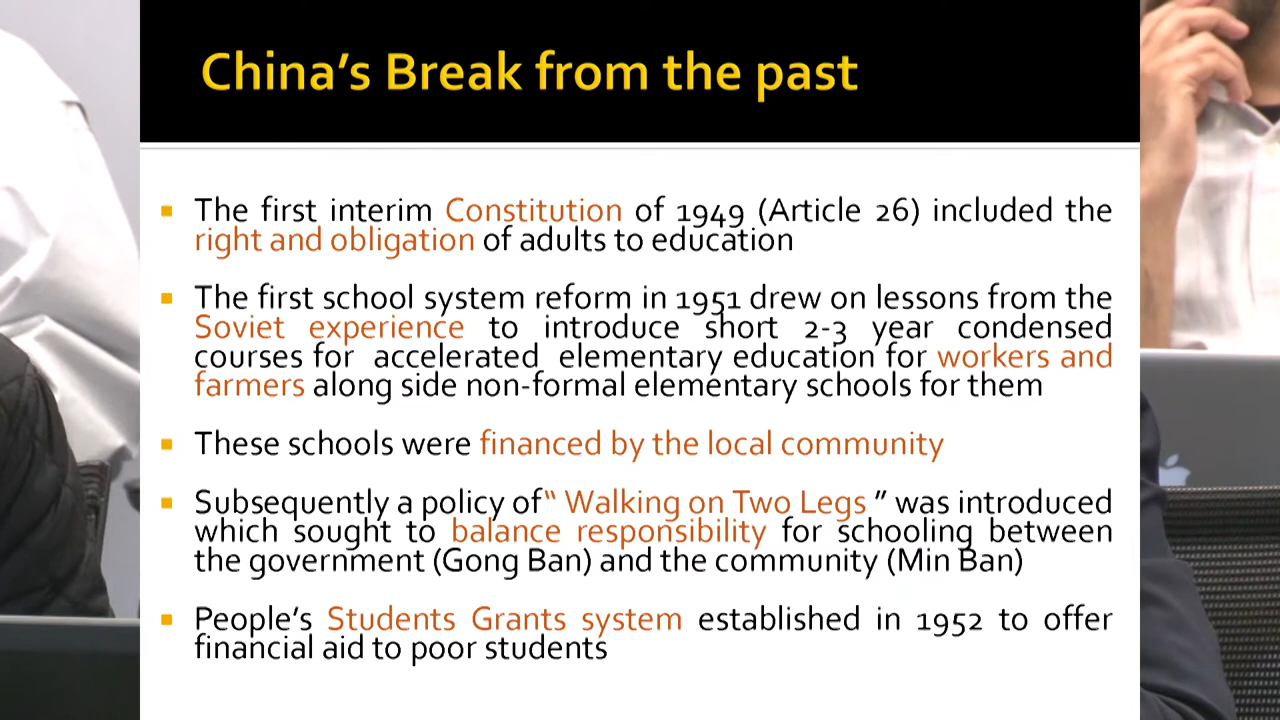 China's Break from the past
The first interim Constitution of 1949 (Article 26) included the
right and obligation of adults to education
The first school system reform in 1951 drew on lessons from the
Soviet experience to introduce short 2-3 year condensed
courses for accelerated elementary education for workers and
farmers along side non-formal elementary schools for them
These schools were financed by the local community
Subsequently a policy of“ Walking on Two Legs ” was introduced
which sought to balance responsibility for schooling between
the government (Gong Ban) and the community (Min Ban)
People's Students Grants system established in 1952 to offer
financial aid to poor students